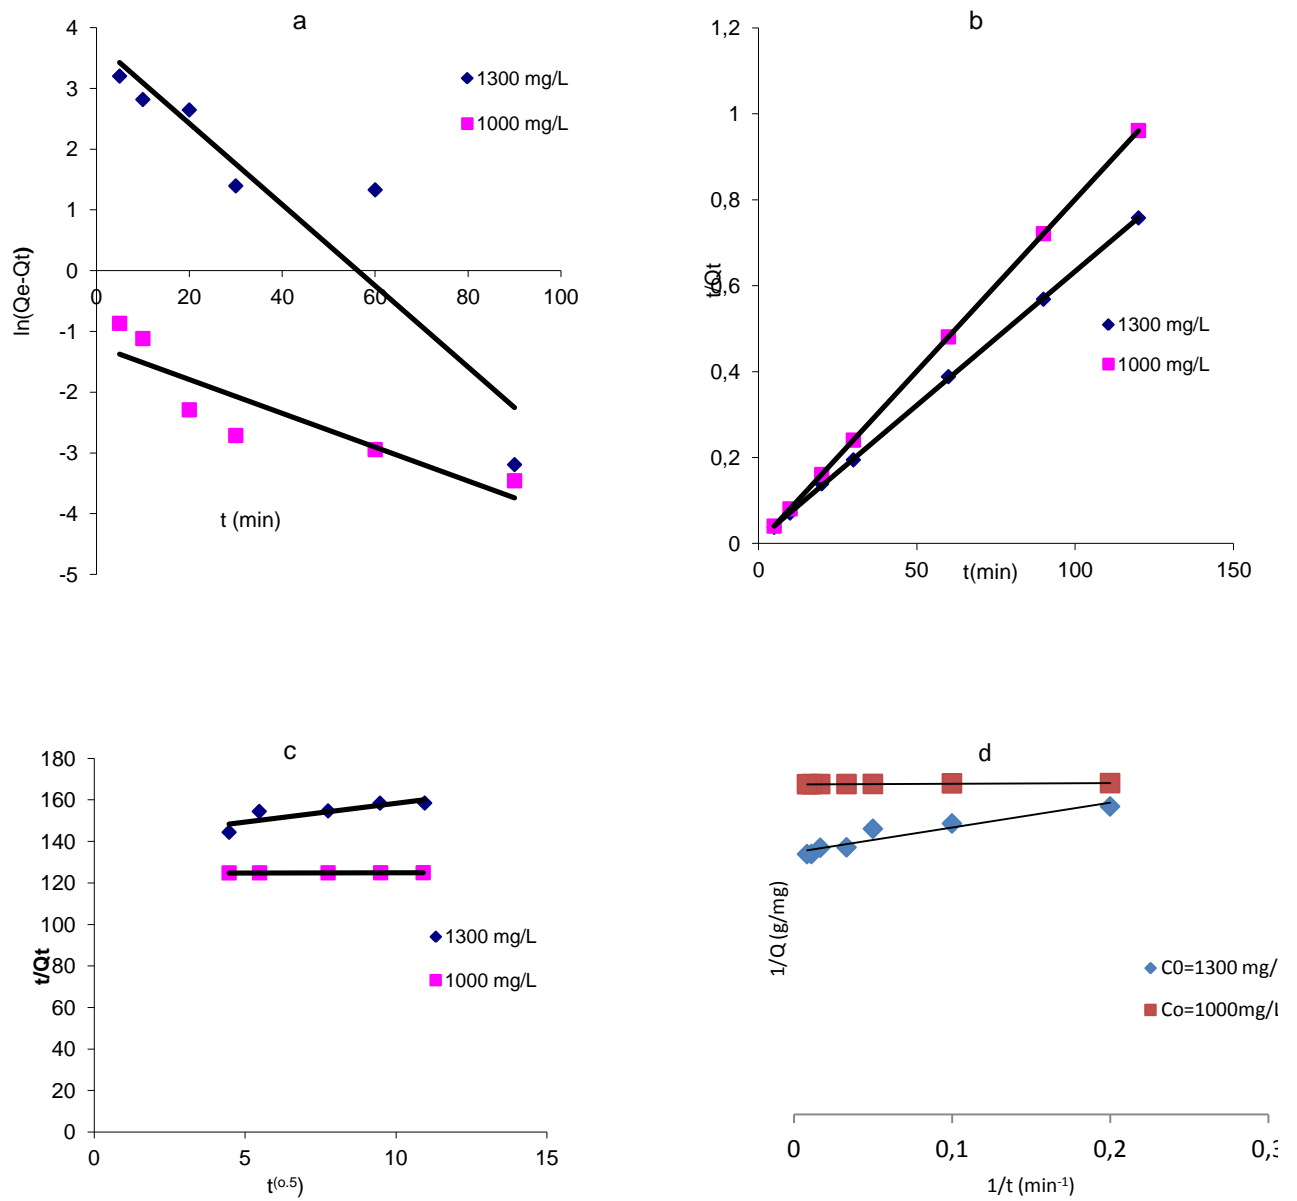 a
4
3
2
1
0
-1
-2
-3
-4
-5
0
20
40
60
80
100
ln(Qe-Qt)
t (min)
1300 mg/L
1000 mg/L
b
1,2
1
0,8
0,6
0,4
0,2
0
0
50
100
150
t/Qt
t(min)
1300 mg/L
1000 mg/L
c
180
160
140
120
100
80
60
40
20
0
0
5
10
15
t/Qt
t(o.5)
1300 mg/L
1000 mg/L
d
1/Q (g/mg)
C0=1300 mg/
Co=1000mg/L
0
0,1
0,2
0,3
1/t (min-1)